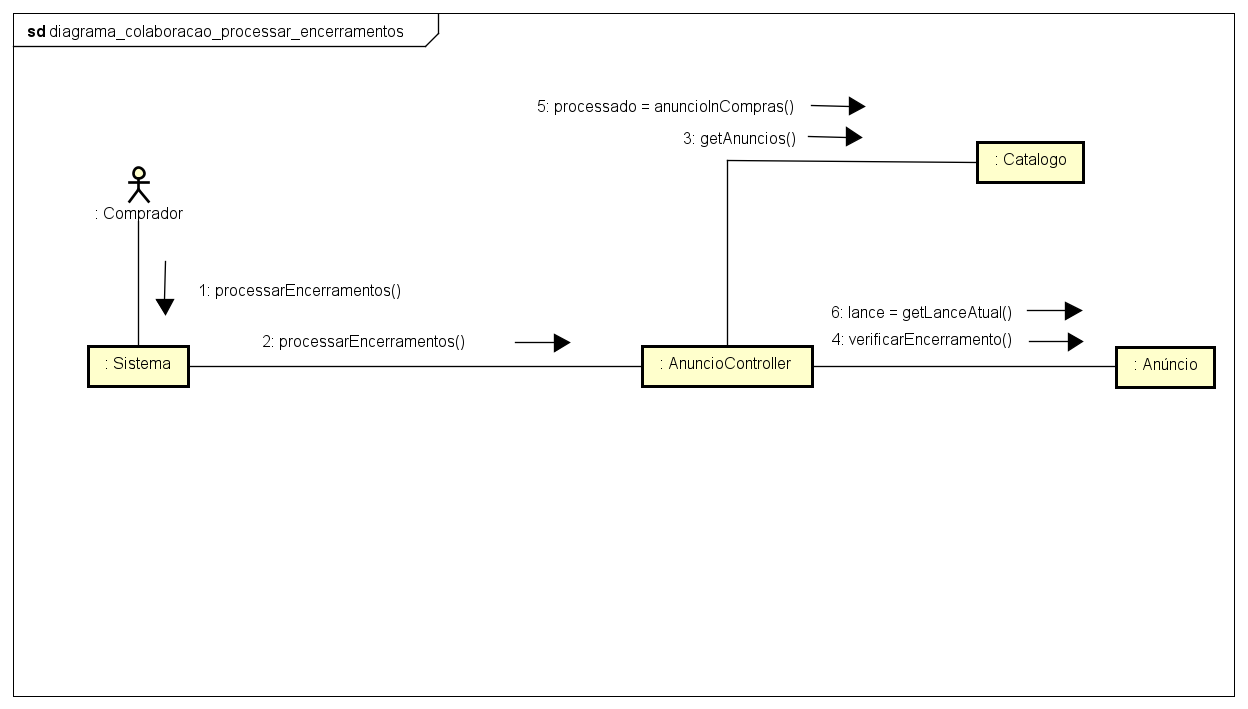 sd diagrama_colaboracao_processar_encerramentos
5: processado = anuncioInCompras()
3: getAnuncios()
: Catalogo
: Comprador
1: processarEncerramentos()
6: lance = getLanceAtual()
2: processarEncerramentos()
4: verificarEncerramento()
: Sistema
: AnuncioController
: Anúncio